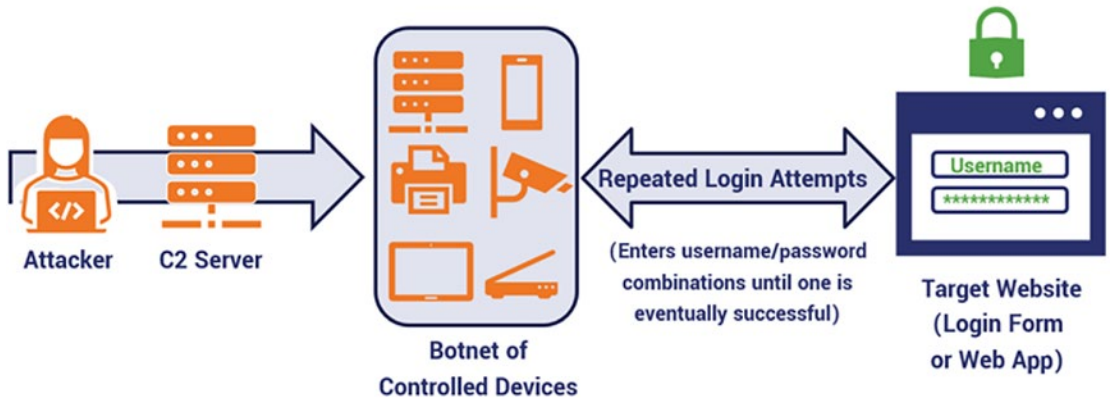 </>
Attacker
C2 Server
Botnet of
Controlled Devices
Repeated Login Attempts
(Enters username/password
combinations until one is
eventually successful)
Username
************
Target Website
(Login Form
or Web App)